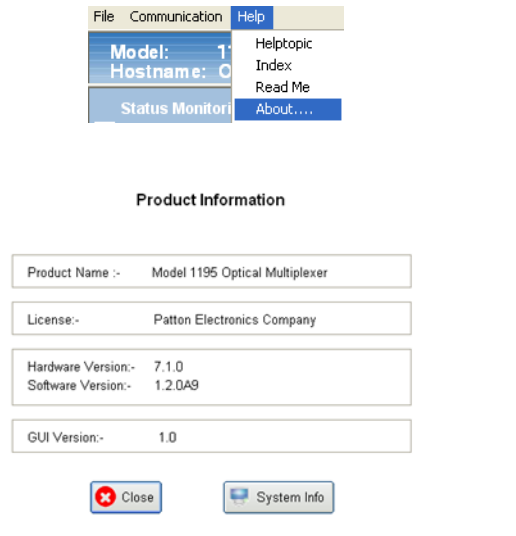 File Communication Help
Model:
Hostname:
Status
Helptopic
Index
Read Me
About....
Product Information
Product Name :- Model 1195 Optical Multiplexer
License:- Patton Electronics Company
Hardware Version:- 7.1.0
Software Version:- 1.2.0A9
GUI Version:- 1.0
Close System Info